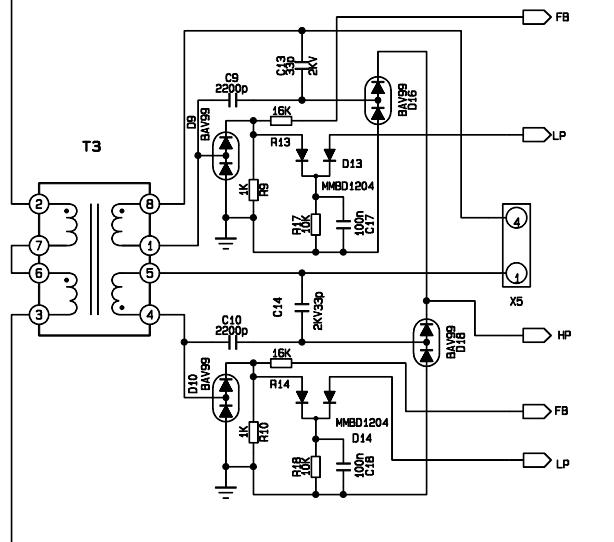 FB
C13
33p
2KV
C9
2200p
BAV99
D16
D9
BAV99
16K
R13
LP
T3
D13
MMBD1204
1K
R9
R17
10K
100n
C17
2
8
7
1
6
5
3
4
4
1
X5
C14
2KV33p
C10
2200p
BAV99
D18
HP
16K
D10
BAV99
R14
FB
MMBD1204
D14
1K
R10
R18
10K
100n
C18
LP